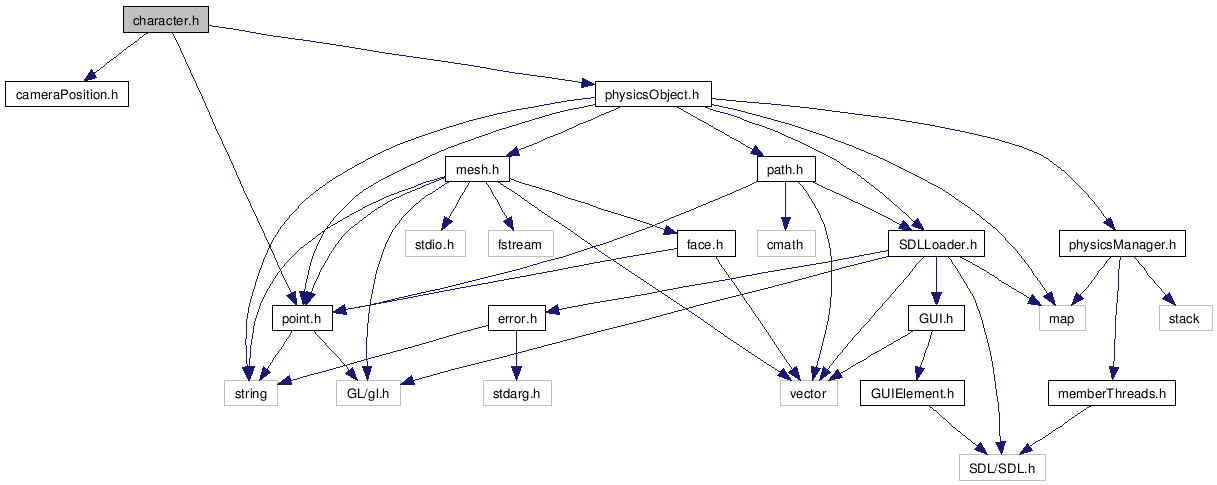 character.h
cameraPosition.h
physicsObject.h
mesh.h
path.h
stdio.h
fstream
face.h
cmath
SDLLoader.h
physicsManager.h
point.h
error.h
GUI.h
map
stack
string
GL/gl.h
stdarg.h
vector
GUIElement.h
memberThreads.h
SDL/SDL.h